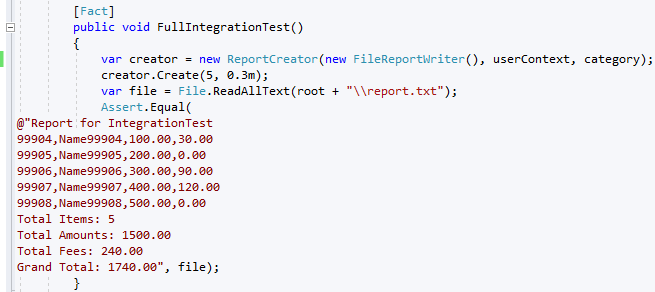 [Fact]
public void FullIntegrationTest()
{
var creator = new ReportCreator(new FileReportWriter(), userContext, category);
creator.Create(5, 0.3m);
var file = File.ReadAllText(root + "\\report.txt");
Assert.Equal(
@"Report for IntegrationTest
99904,Name99904,100.00,30.00
99905,Name99905,200.00,0.00
99906,Name99906,300.00,90.00
99907,Name99907,400.00,120.00
99908,Name99908,500.00,0.00
Total Items: 5
Total Amounts: 1500.00
Total Fees: 240.00
Grand Total: 1740.00", file);
}